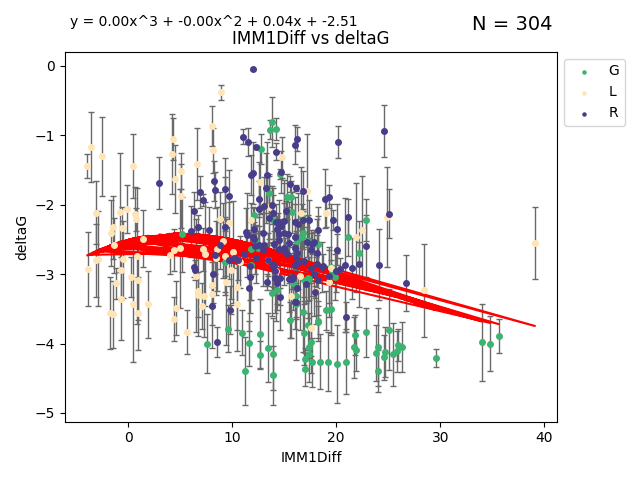 y = 0.00x^3 + -0.00x^2 + 0.04x + -2.51
N = 304
IMM1Diff vs deltaG
G
L
R
deltaG
0
−1
−2
−3
−4
−5
0 10 20 30 40
IMM1Diff